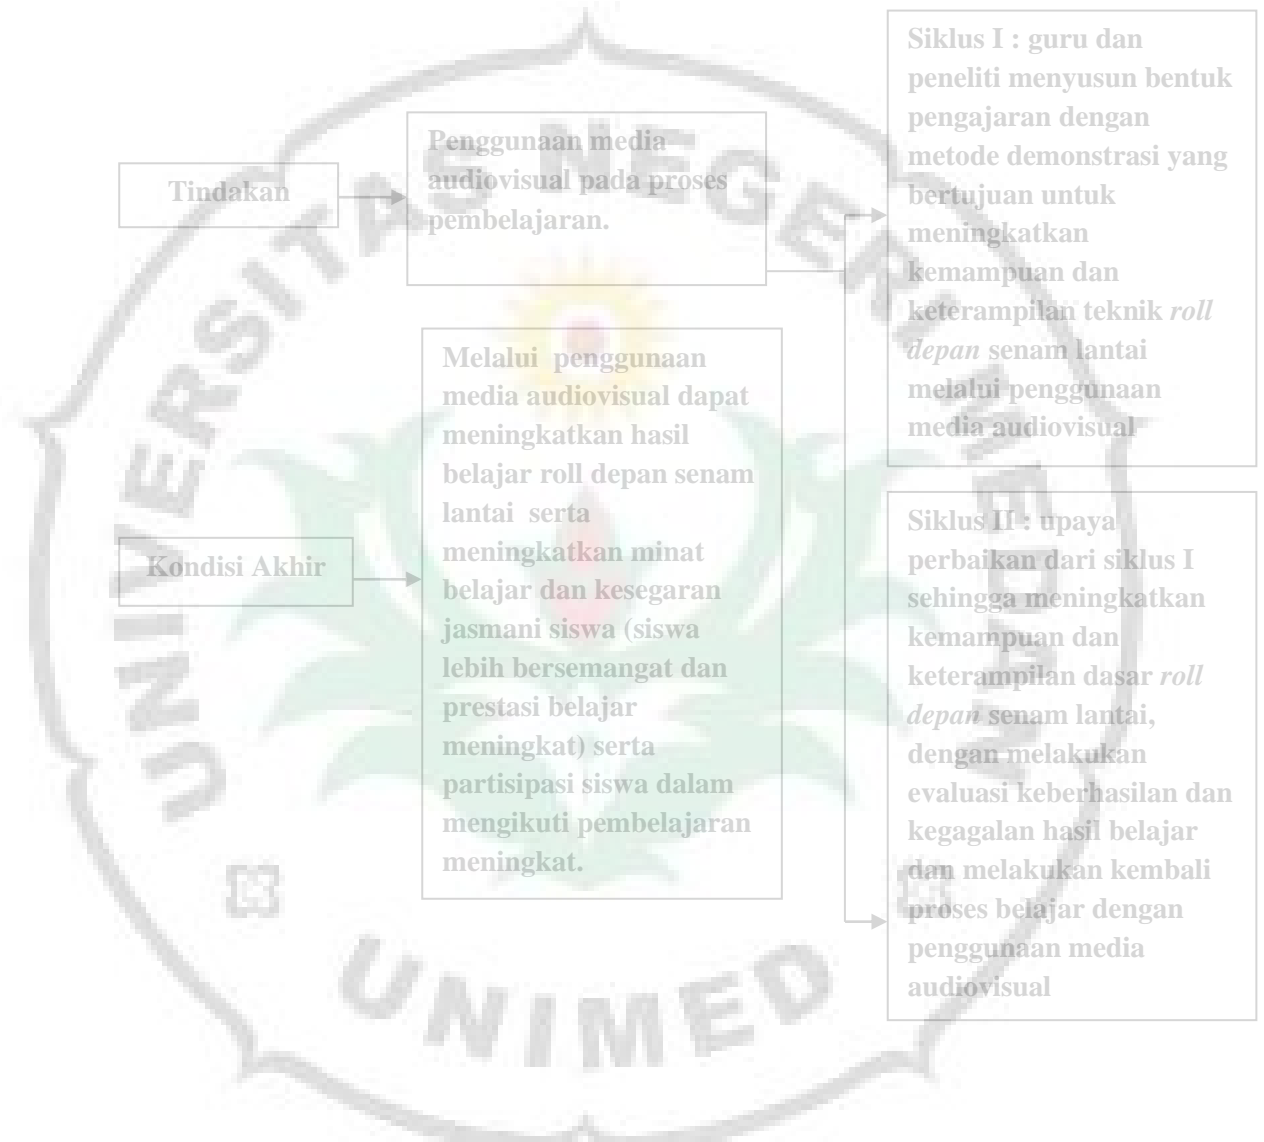 Tindakan
Penggunaan media
audiovisual pada proses
pembelajaran.
Siklus I : guru dan
peneliti menyusun bentuk
pengajaran dengan
metode demonstrasi yang
bertujuan untuk
meningkatkan
kemampuan dan
keterampilan teknik roll
depan senam lantai
melalui penggunaan
media audiovisual
Kondisi Akhir
Melalui penggunaan
media audiovisual dapat
meningkatkan hasil
belajar roll depan senam
lantai serta
meningkatkan minat
belajar dan kesegaran
jasmani siswa (siswa
lebih bersemangat dan
prestasi belajar
meningkat) serta
partisipasi siswa dalam
mengikuti pembelajaran
meningkat.
Siklus II : upaya
perbaikan dari siklus I
sehingga meningkatkan
kemampuan dan
keterampilan dasar roll
depan senam lantai,
dengan melakukan
evaluasi keberhasilan dan
kegagalan hasil belajar
dan melakukan kembali
proses belajar dengan
penggunaan media
audiovisual
UNIVERSITAS NEGERI MEDAN
UNIMED